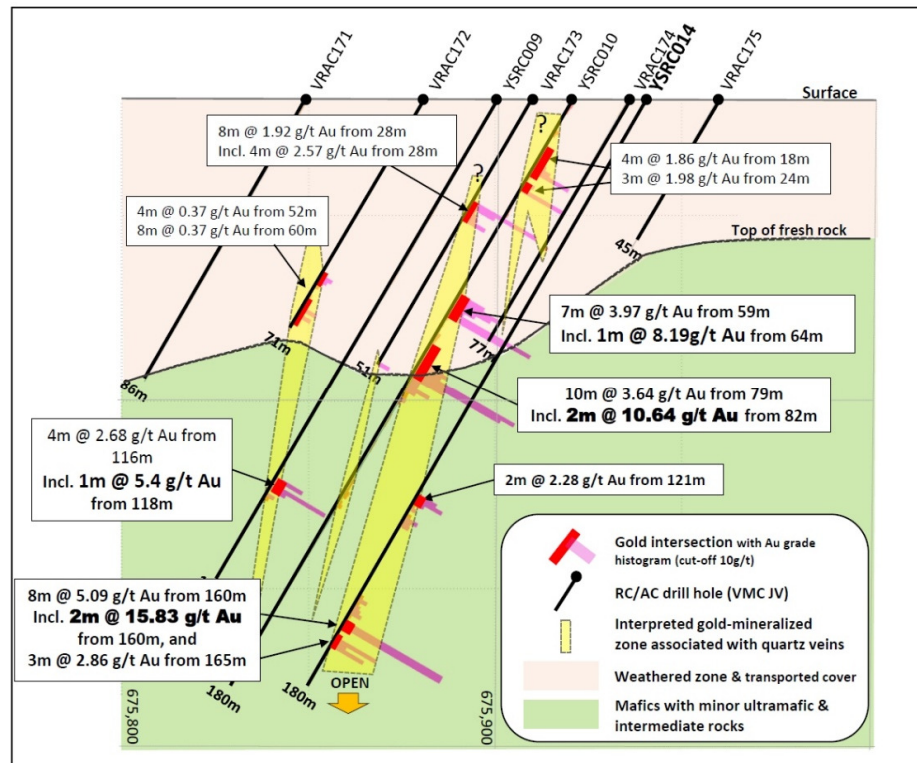 VRAC171
VRAC172
YSRC009
VRAC173
YSRC010
VRAC174
YSRC014
VRAC175
Surface
8m @ 1.92 g/t Au from 28m
Incl. 4m @ 2.57 g/t Au from 28m
?
?
4m @ 1.86 g/t Au from 18m
3m @ 1.98 g/t Au from 24m
4m @ 0.37 g/t Au from 52m
8m @ 0.37 g/t Au from 60m
45m
Top of fresh rock
7m @ 3.97 g/t Au from 59m
Incl. 1m @ 8.19g/t Au from 64m
71m
51m
77m
86m
10m @ 3.64 g/t Au from 79m
Incl. 2m @ 10.64 g/t Au from 82m
4m @ 2.68 g/t Au from
116m
Incl. 1m @ 5.4 g/t Au
from 118m
2m @ 2.28 g/t Au from 121m
8m @ 5.09 g/t Au from 160m
Incl. 2m @ 15.83 g/t Au
from 160m, and
3m @ 2.86 g/t Au from 165m
180m
180m
OPEN
675,800
675,900
Gold intersection with Au grade
histogram (cut-off 10g/t)
RC/AC drill hole (VMC JV)
Interpreted gold-mineralized
zone associated with quartz veins
Weathered zone & transported cover
Mafics with minor ultramafic &
intermediate rocks